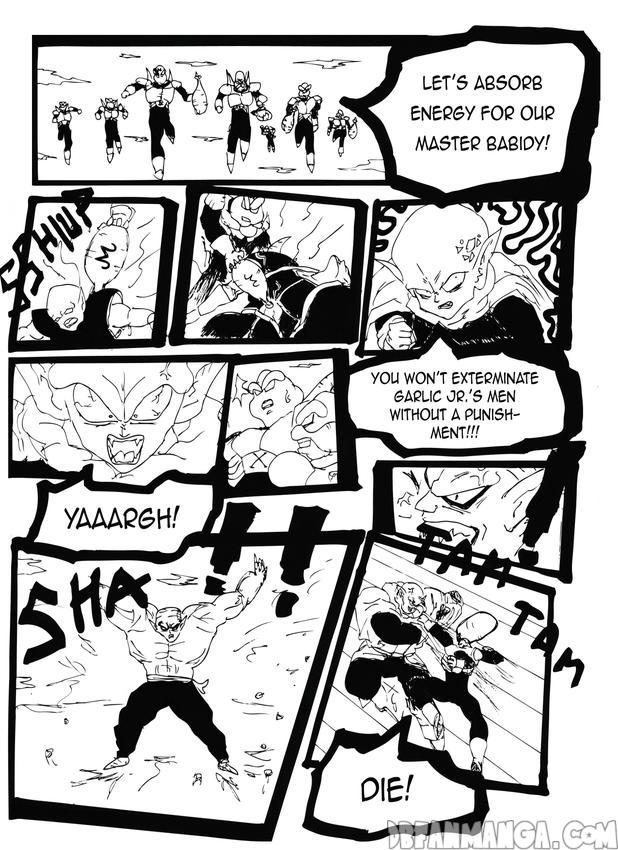 LET'S ABSORB
ENERGY FOR OUR
MASTER BABIDY!
SHIUP
YOU WON'T EXTERMINATE
GARLIC JR.'S MEN
WITHOUT A PUNISH-
MENT!!!
YAAARGH!
!!
SHA
TAM
TAM
DIE!
DBFANMANGA.COM